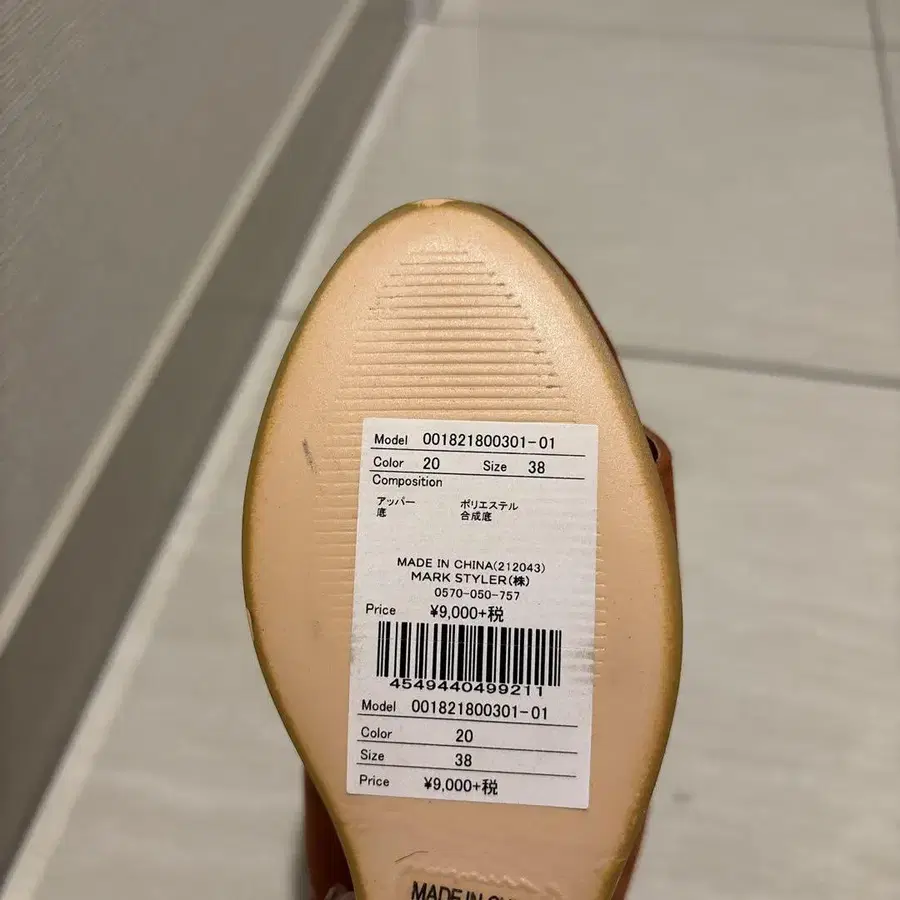 Model 001821800301-01
Color 20 Size 38
Composition
アッパー ポリエステル
底 合成底
MADE IN CHINA(212043)
MARK STYLER(株)
0570-050-757
Price ¥9,000+税
4549440499211
Model 001821800301-01
Color 20
Size 38
Price ¥9,000+税
MADE IN